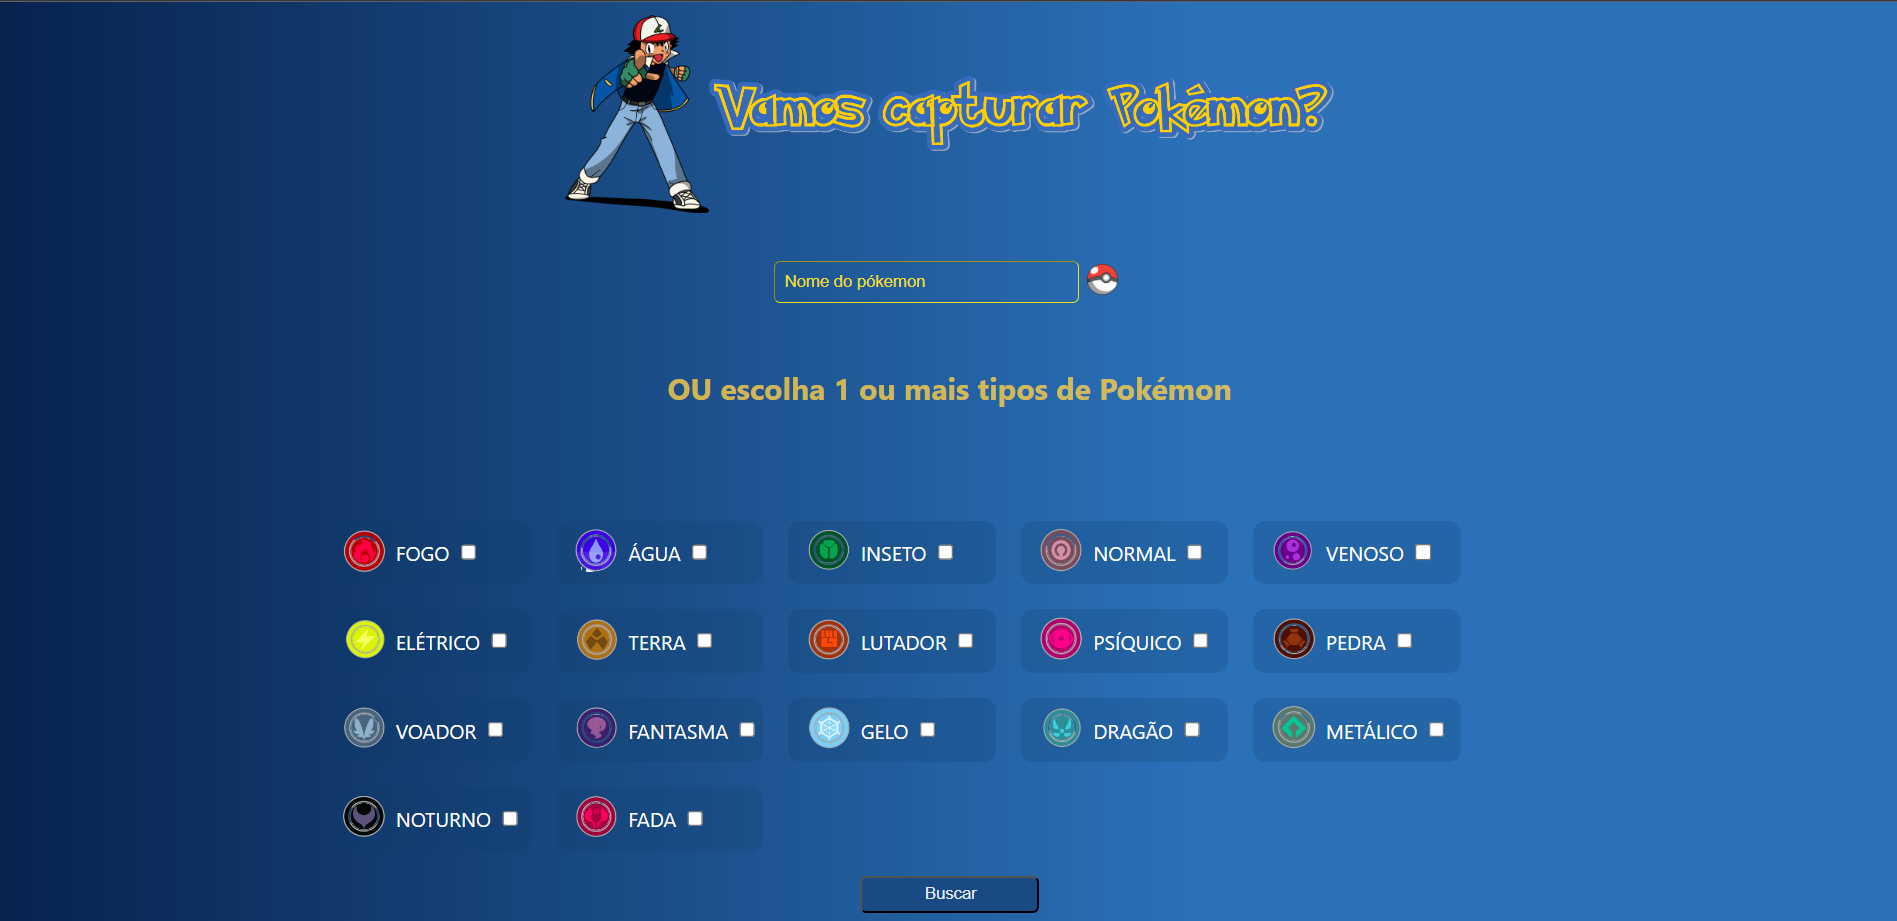 Vamos capturar Pokémon?
Nome do pókemon
OU escolha 1 ou mais tipos de Pokémon
FOGO
ÁGUA
INSETO
NORMAL
VENOSO
ELÉTRICO
TERRA
LUTADOR
PSÍQUICO
PEDRA
VOADOR
FANTASMA
GELO
DRAGÃO
METÁLICO
NOTURNO
FADA
Buscar